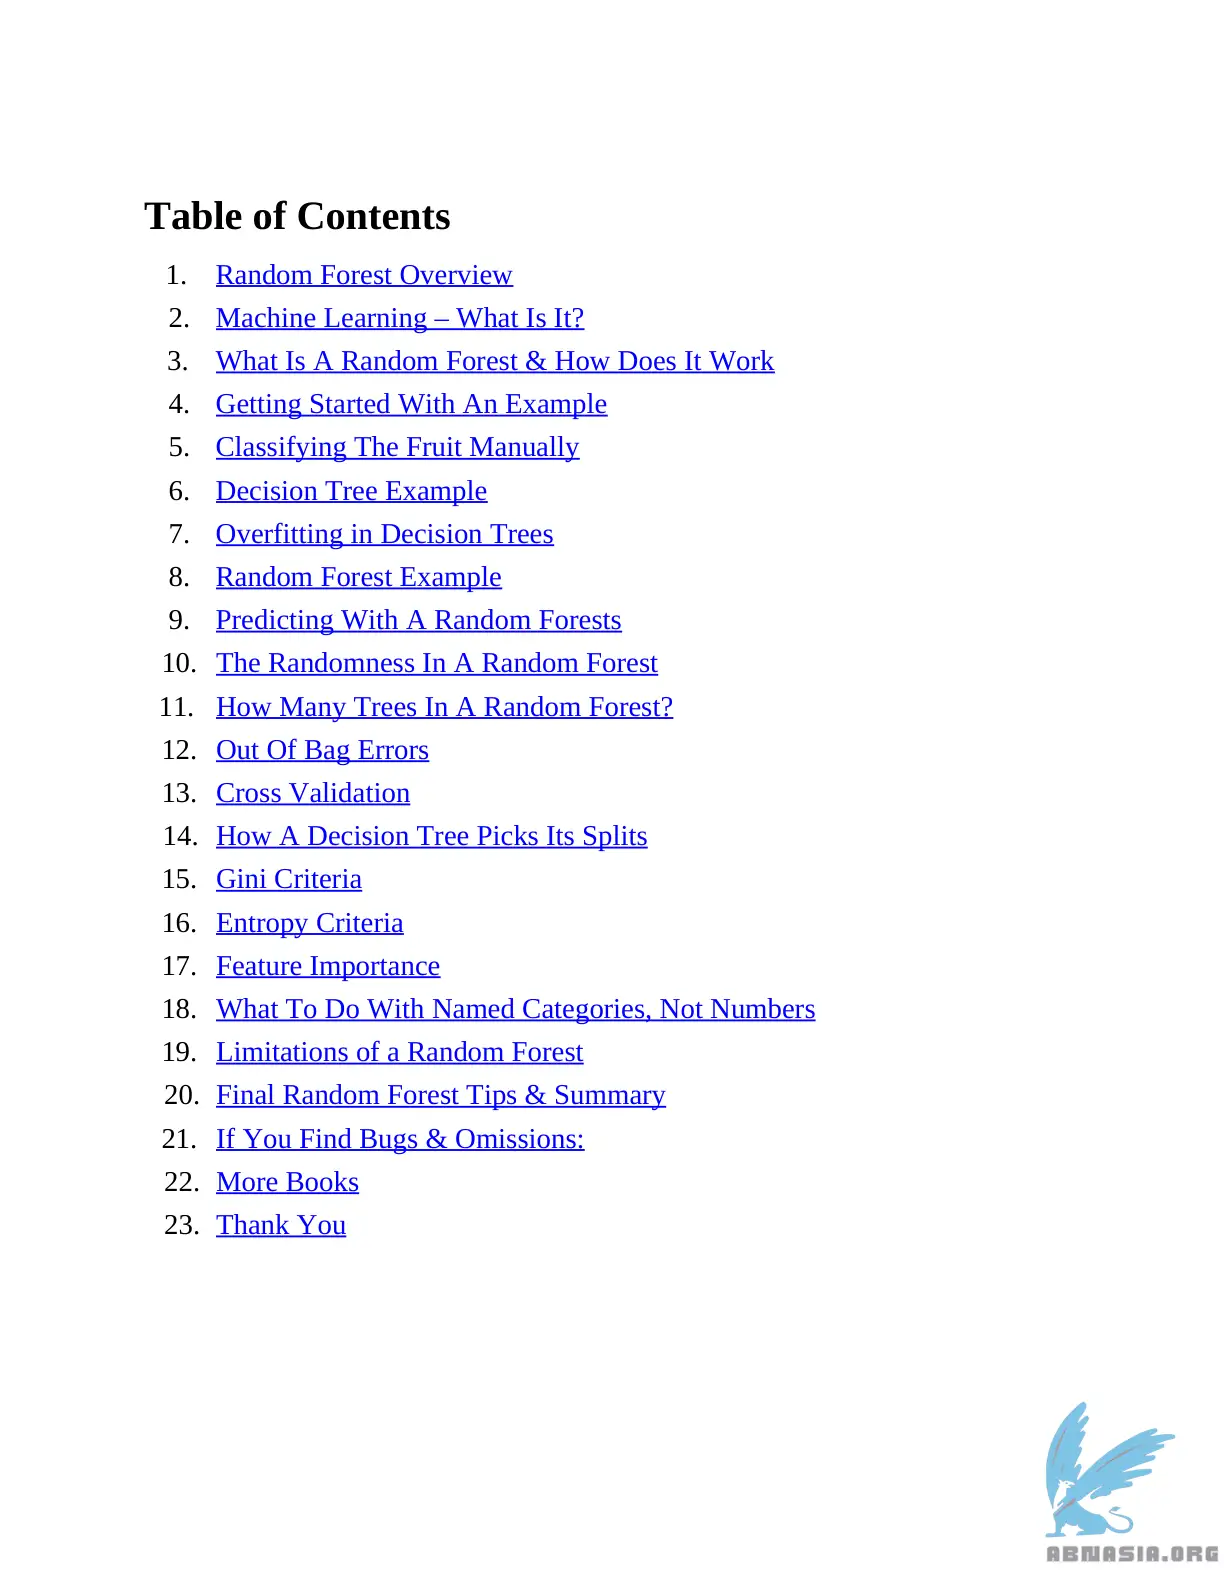 Table of Contents
1. Random Forest Overview
2. Machine Learning – What Is It?
3. What Is A Random Forest & How Does It Work
4. Getting Started With An Example
5. Classifying The Fruit Manually
6. Decision Tree Example
7. Overfitting in Decision Trees
8. Random Forest Example
9. Predicting With A Random Forests
10. The Randomness In A Random Forest
11. How Many Trees In A Random Forest?
12. Out Of Bag Errors
13. Cross Validation
14. How A Decision Tree Picks Its Splits
15. Gini Criteria
16. Entropy Criteria
17. Feature Importance
18. What To Do With Named Categories, Not Numbers
19. Limitations of a Random Forest
20. Final Random Forest Tips & Summary
21. If You Find Bugs & Omissions:
22. More Books
23. Thank You
ABNASIA.ORG